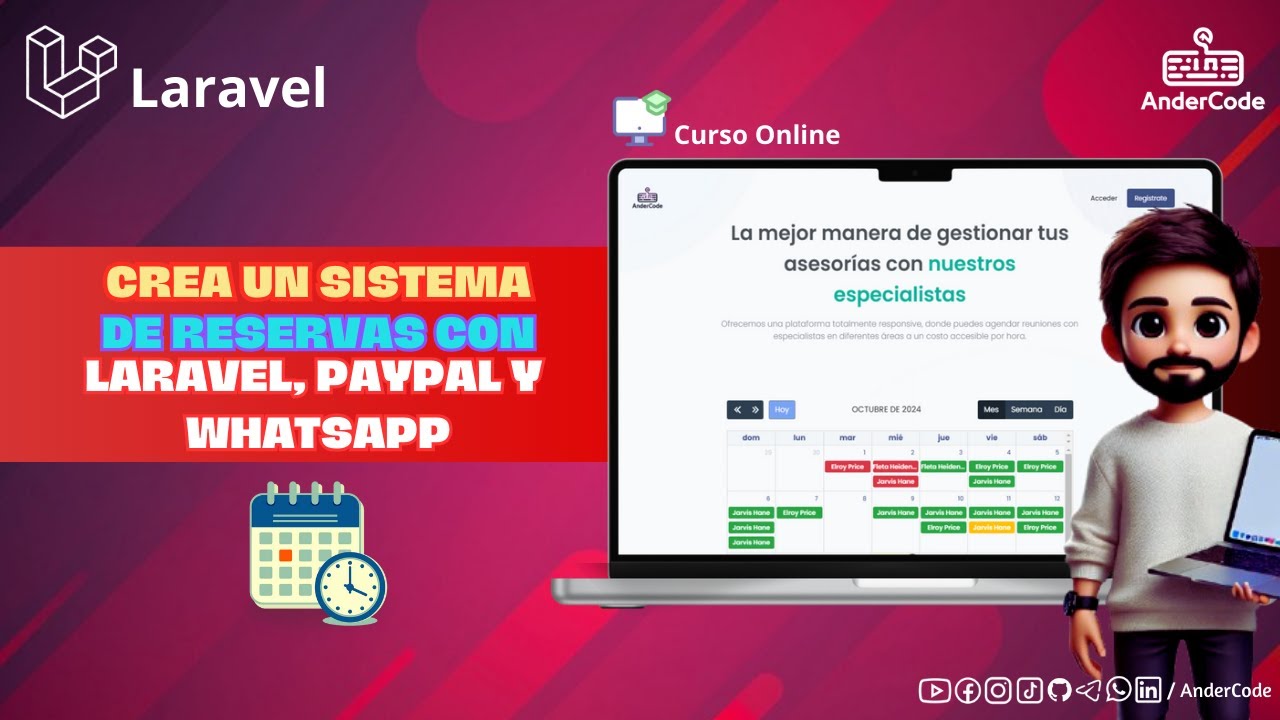 Laravel
AnderCode
Curso Online
CREA UN SISTEMA
DE RESERVAS CON
LARAVEL, PAYPAL Y
WHATSAPP
AnderCode
Acceder
Regístrate
La mejor manera de gestionar tus
asesorías con nuestros
especialistas
Ofrecemos una plataforma totalmente responsive, donde puedes agendar reuniones con
especialistas en diferentes áreas a un costo accesible por hora.
« » Hoy OCTUBRE DE 2024 Mes Semana Día
dom lun mar mié jue vie sáb
29 30 1 2 3 4 5
Elroy Price Fleta Heiden... Fleta Heiden... Elroy Price Elroy Price
Jarvis Hane Jarvis Hane
6 7 8 9 10 11 12
Jarvis Hane Elroy Price Jarvis Hane Jarvis Hane Jarvis Hane Jarvis Hane
Jarvis Hane Elroy Price Jarvis Hane Elroy Price
Jarvis Hane
/ AnderCode